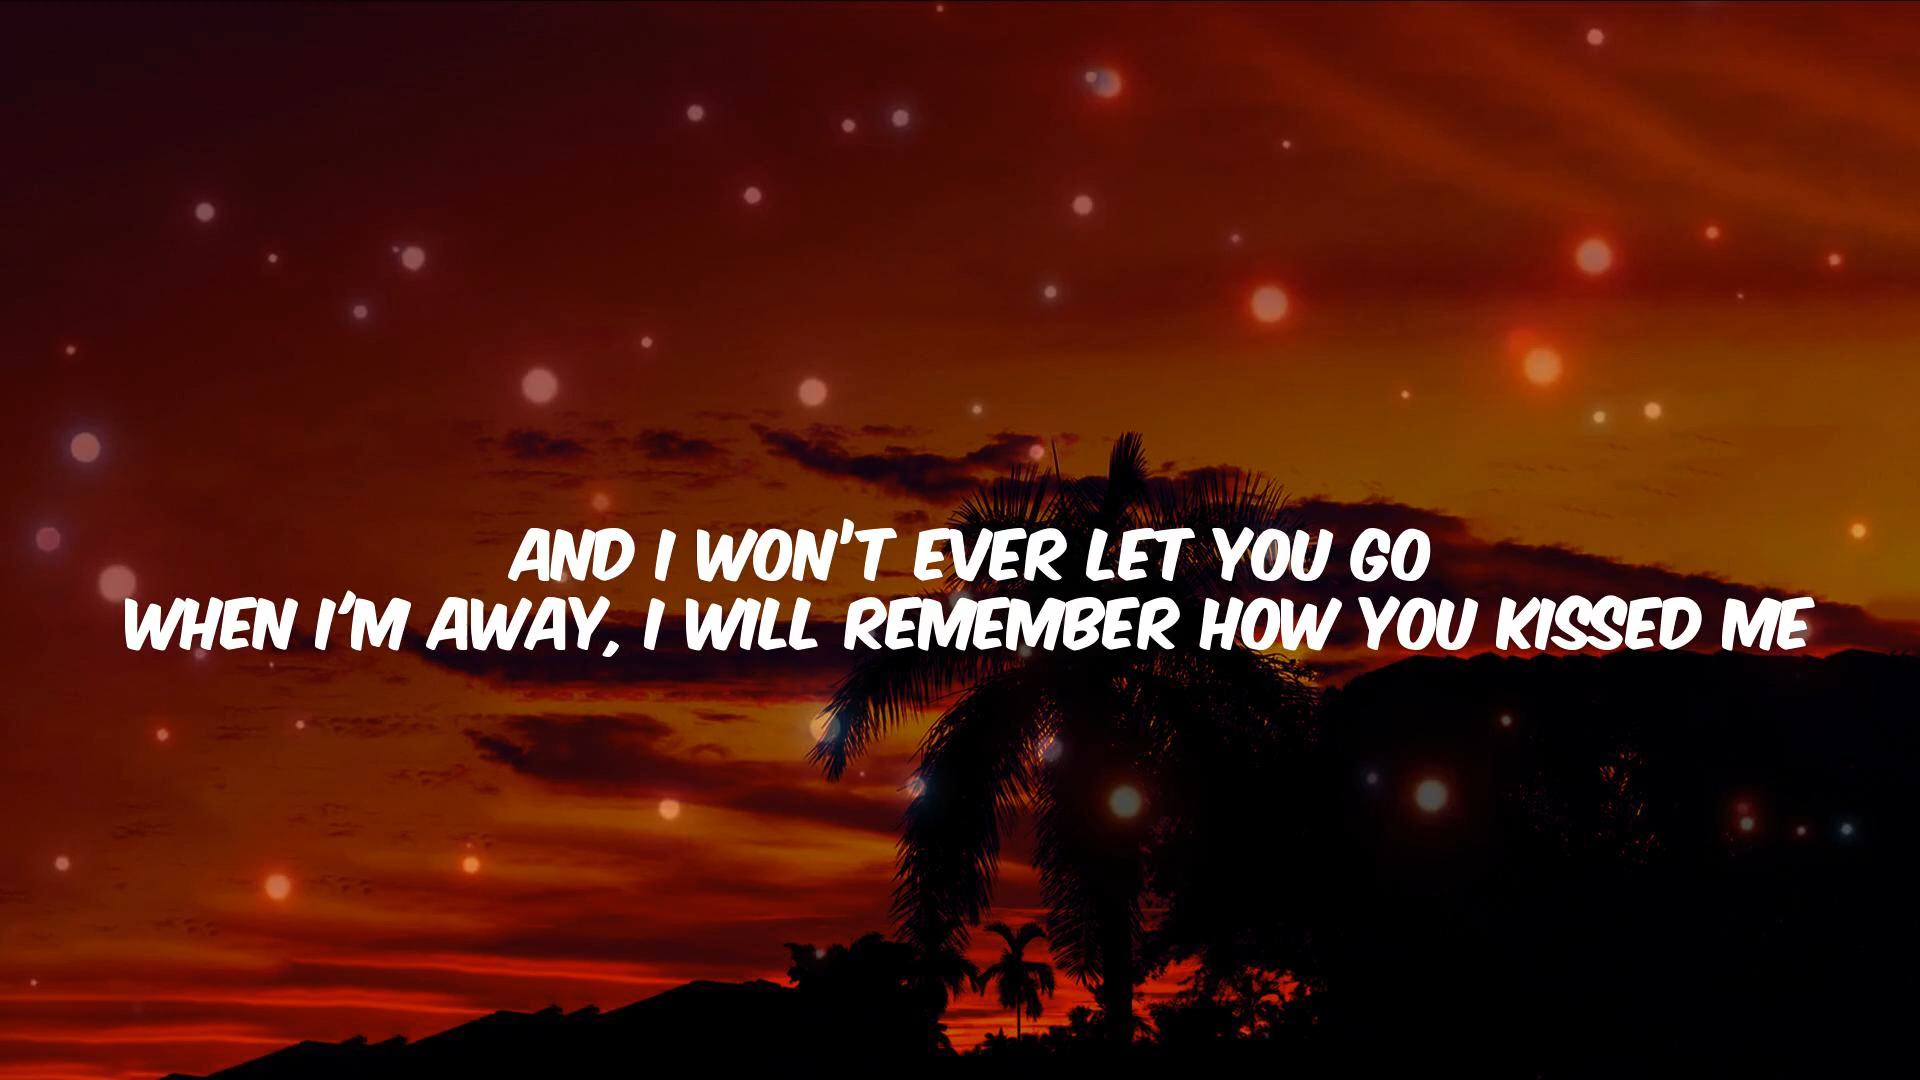 AND I WON'T EVER LET YOU GO
WHEN I'M AWAY, I WILL REMEMBER HOW YOU KISSED ME